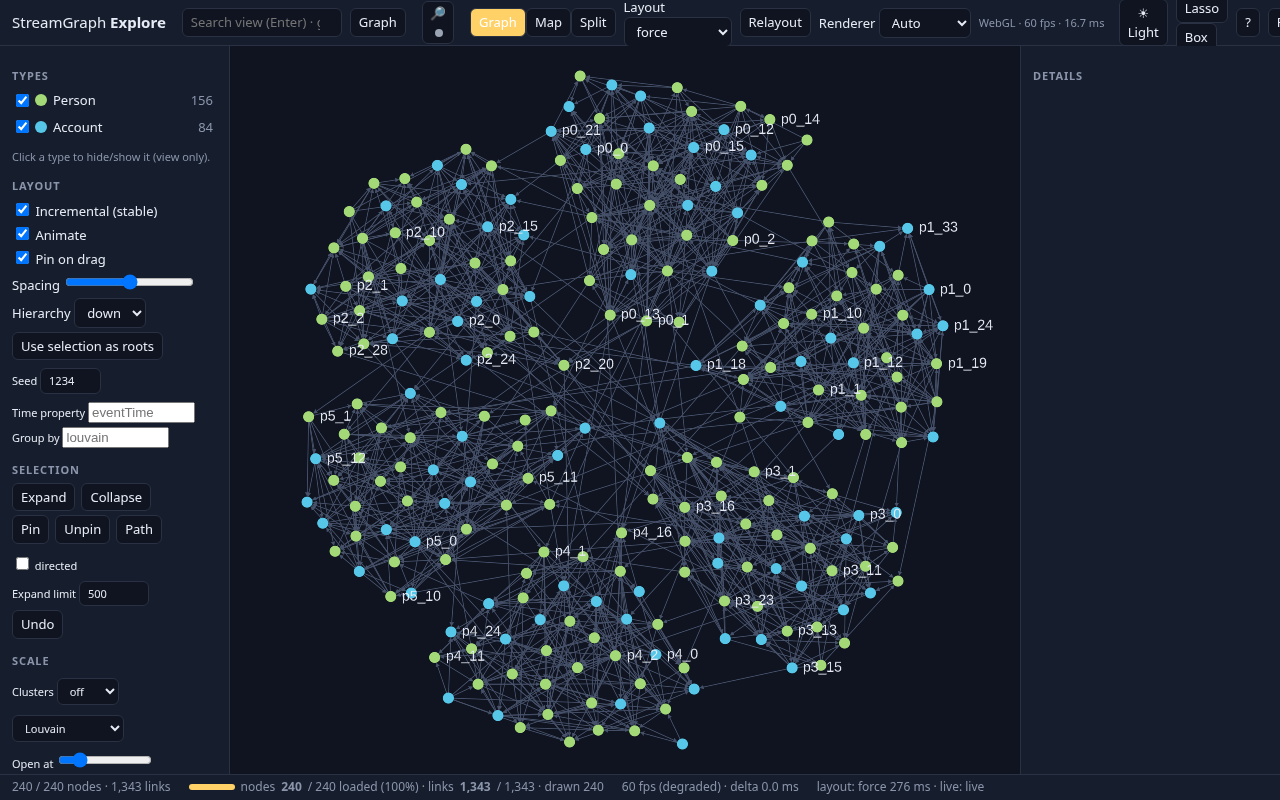 StreamGraph Explore
Search view (Enter) ·
Graph
Graph
Map
Split
Layout
force
Relayout
Renderer
Auto
WebGL · 60 fps · 16.7 ms
Light
Lasso
Box
?
TYPES
Person 156
Account 84
Click a type to hide/show it (view only).
LAYOUT
Incremental (stable)
Animate
Pin on drag
Spacing
Hierarchy down
Use selection as roots
Seed 1234
Time property eventTime
Group by louvain
SELECTION
Expand Collapse
Pin Unpin Path
directed
Expand limit 500
Undo
SCALE
Clusters off
Louvain
Open at
p0_14
p0_21
p0_12
p0_0
p0_15
p2_10
p2_15
p0_2
p1_33
p2_1
p1_0
p2_2
p2_0
p0_13
p0_1
p1_10
p1_24
p2_28
p2_24
p2_20
p1_18
p1_12
p1_19
p1_1
p5_1
p5_12
p5_11
p3_1
p3_16
p3_0
p5_0
p4_16
p4_1
p3_11
p5_10
p3_23
p4_24
p3_13
p4_11
p4_2
p4_0
p3_15
DETAILS
240 / 240 nodes · 1,343 links
nodes 240 / 240 loaded (100%) · links 1,343 / 1,343 · drawn 240
60 fps (degraded) · delta 0.0 ms
layout: force 276 ms · live: live